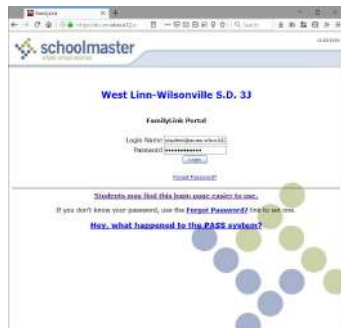 schoolmaster
West Linn-Wilsonville S.D. 3J
FamilyLink Portal
Login Name
Password
Login
Forgot Password?
Students may find this login page easier to use.
If you don't know your password, use the Forgot Password? link to set one.
Hey, what happened to the PASS system?